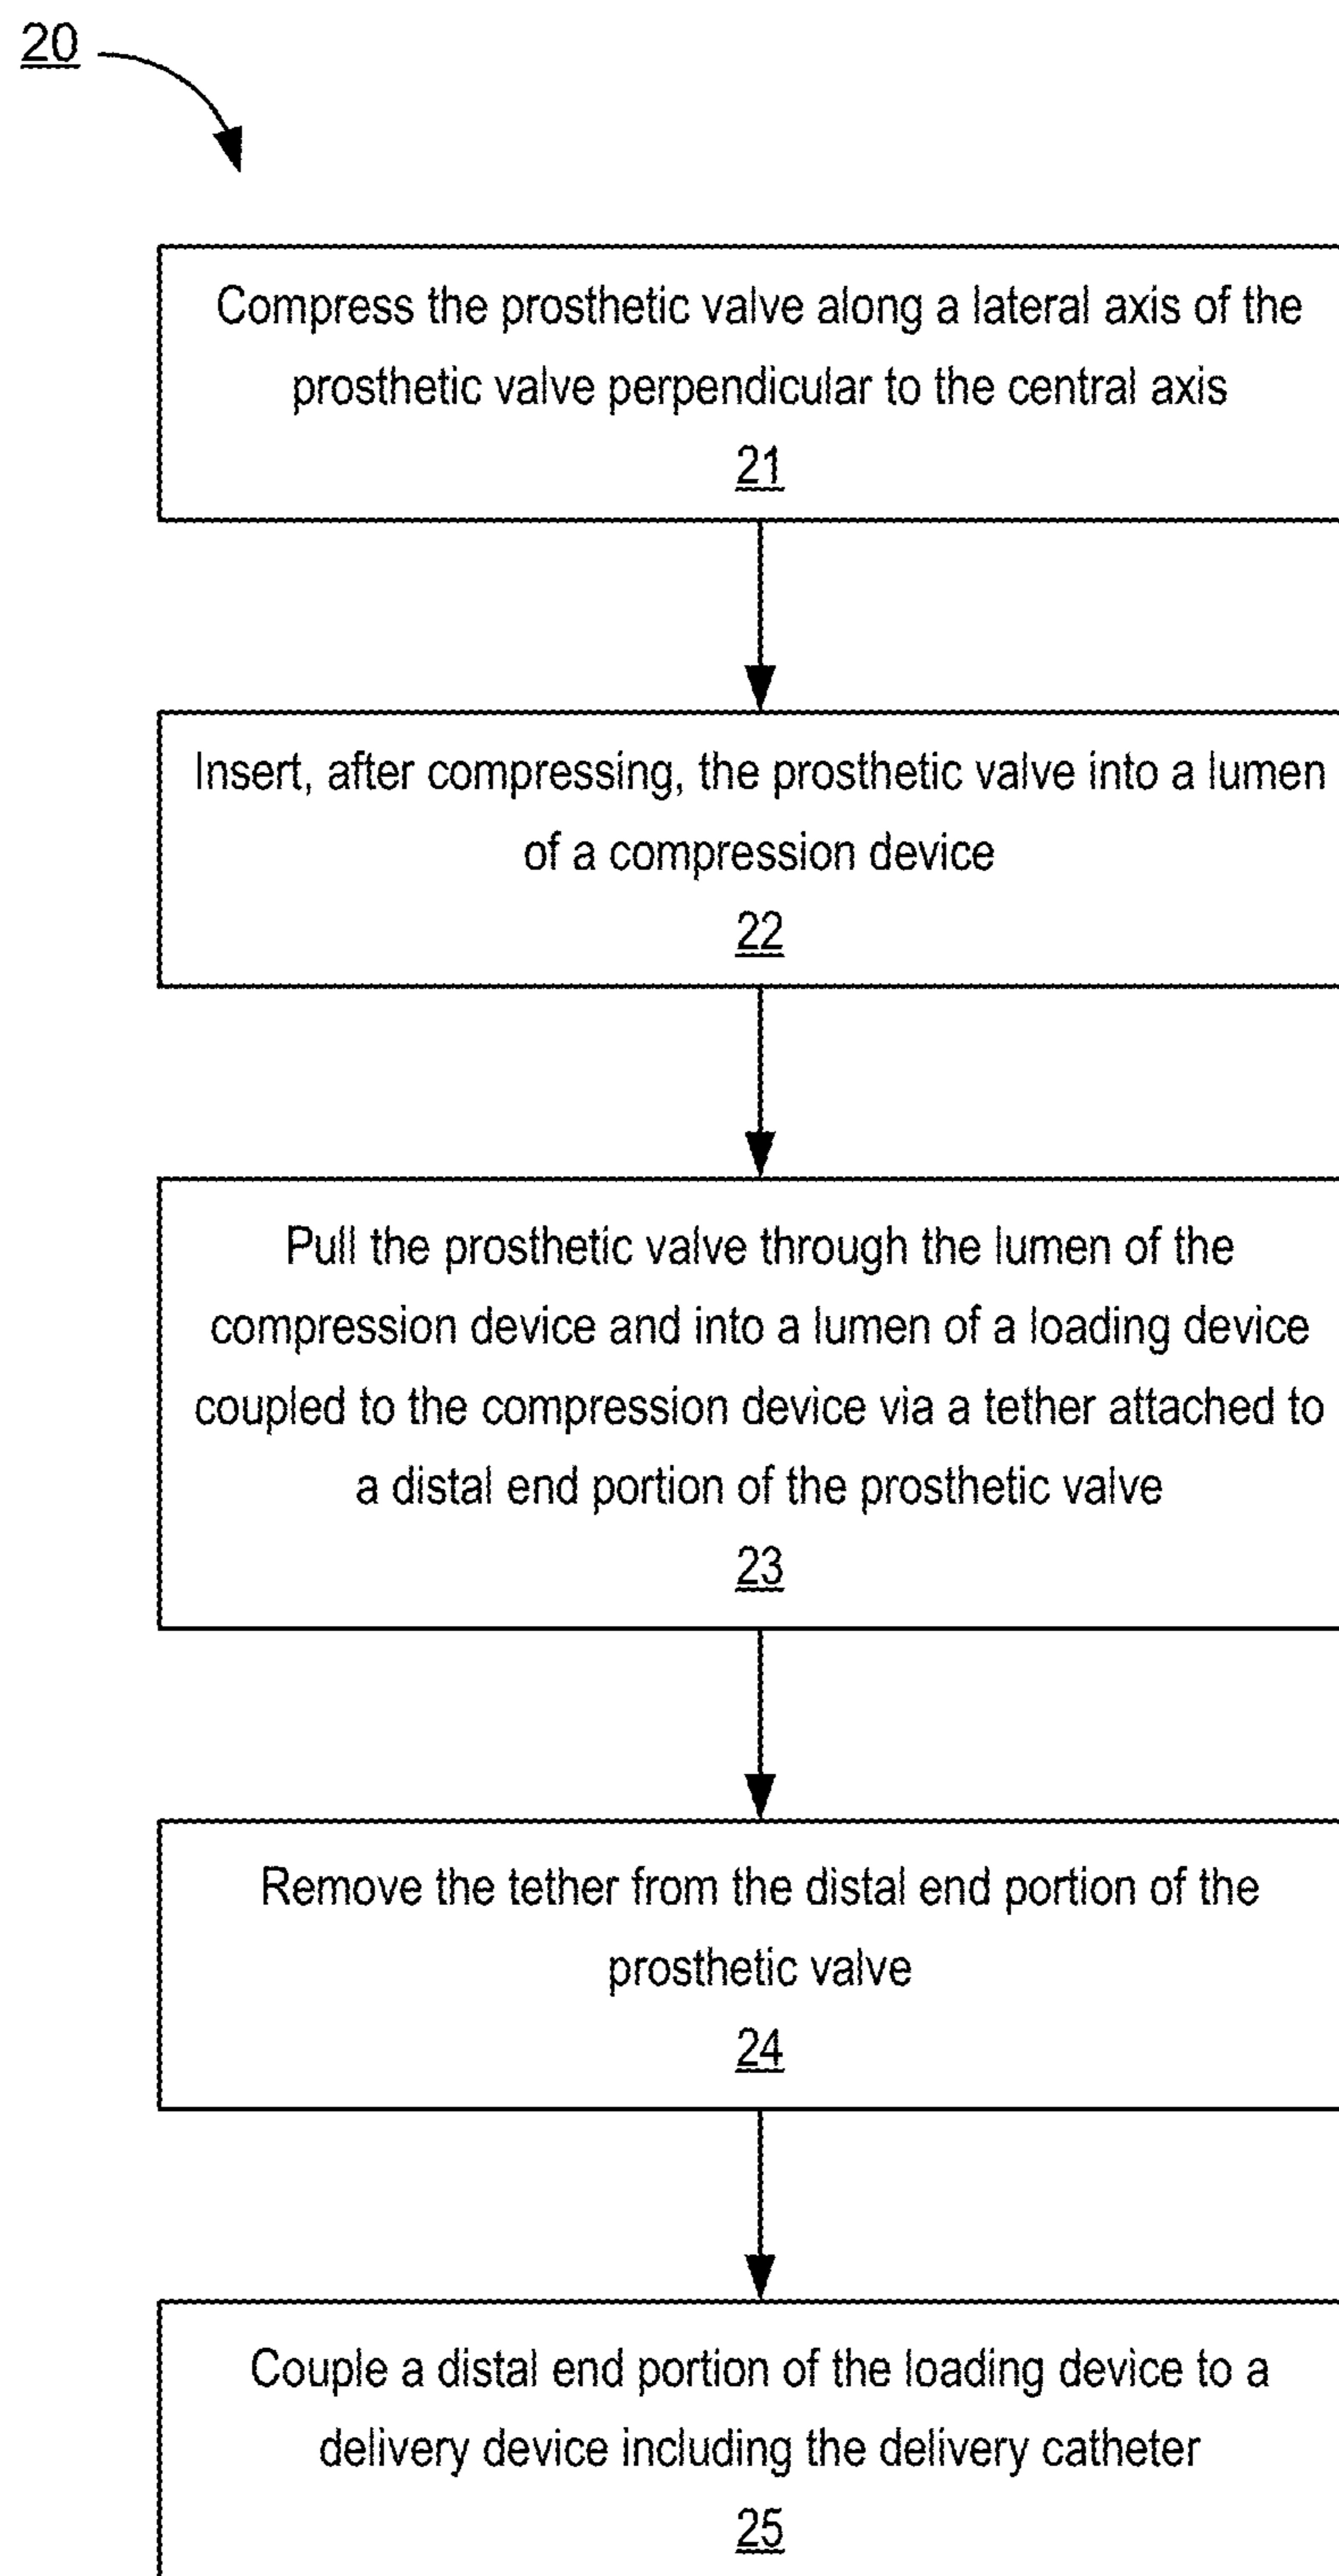 20
Compress the prosthetic valve along a lateral axis of the
prosthetic valve perpendicular to the central axis
21
Insert, after compressing, the prosthetic valve into a lumen
of a compression device
22
Pull the prosthetic valve through the lumen of the
compression device and into a lumen of a loading device
coupled to the compression device via a tether attached to
a distal end portion of the prosthetic valve
23
Remove the tether from the distal end portion of the
prosthetic valve
24
Couple a distal end portion of the loading device to a
delivery device including the delivery catheter
25